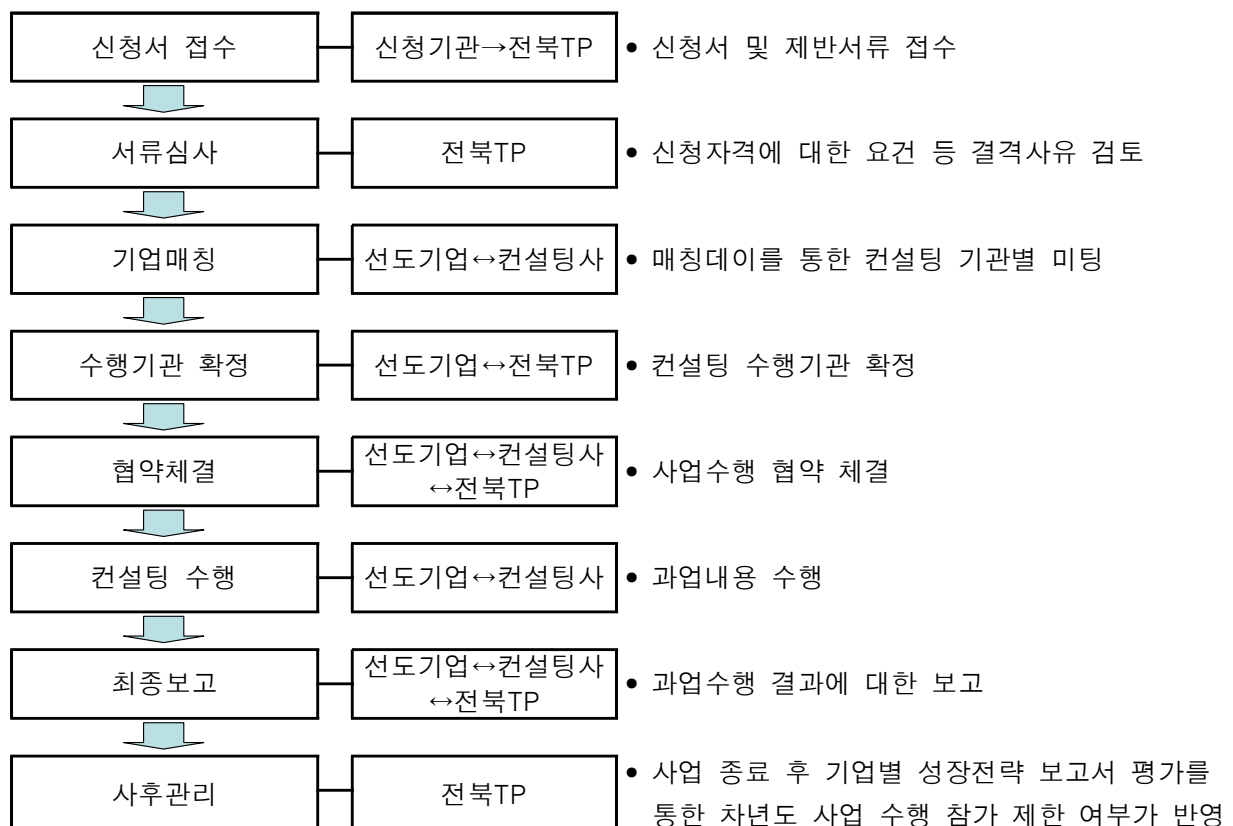 신청서 접수
신청기관→전북TP
• 신청서 및 제반서류 접수
서류심사
전북TP
• 신청자격에 대한 요건 등 결격사유 검토
기업매칭
선도기업↔컨설팅사
• 매칭데이를 통한 컨설팅 기관별 미팅
수행기관 확정
선도기업↔전북TP
• 컨설팅 수행기관 확정
협약체결
선도기업↔컨설팅사
↔전북TP
• 사업수행 협약 체결
컨설팅 수행
선도기업↔컨설팅사
• 과업내용 수행
최종보고
선도기업↔컨설팅사
↔전북TP
• 과업수행 결과에 대한 보고
사후관리
전북TP
• 사업 종료 후 기업별 성장전략 보고서 평가를
통한 차년도 사업 수행 참가 제한 여부가 반영